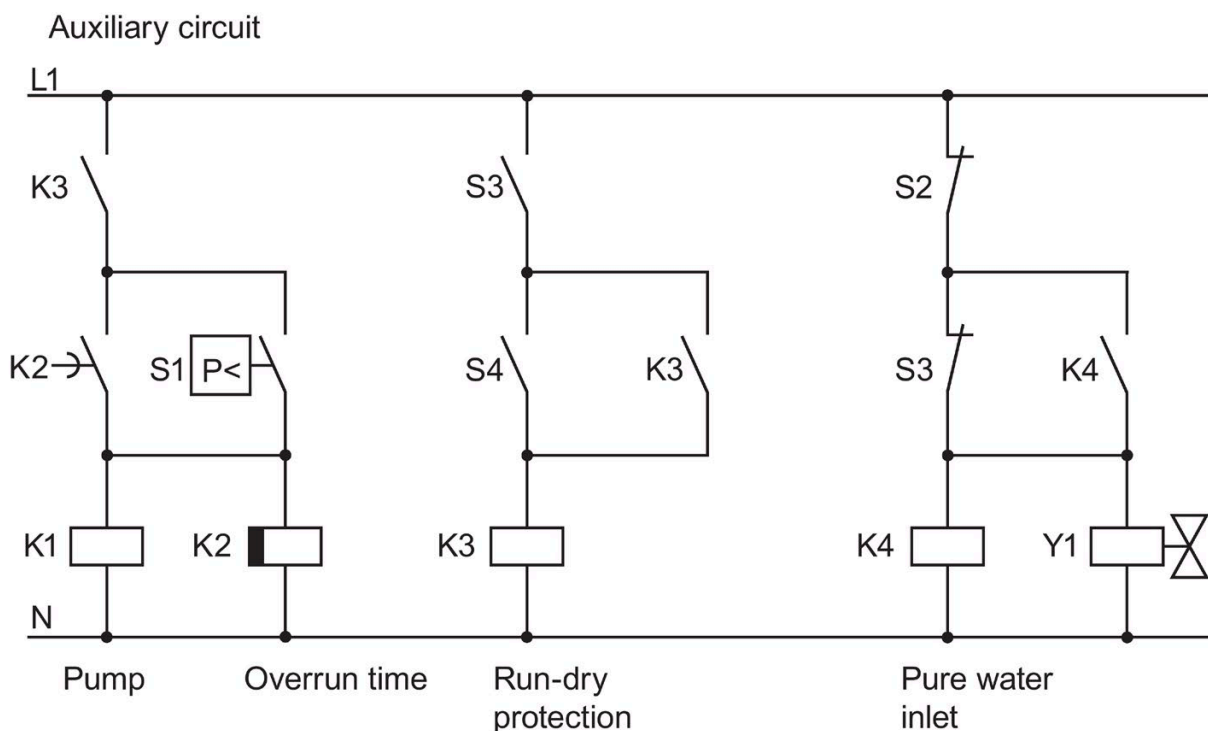 Auxiliary circuit
L1
K3
S3
S2
K2
S1
P<
S4
K3
S3
K4
K1
K2
K3
K4
Y1
N
Pump
Overrun time
Run-dry
protection
Pure water
inlet